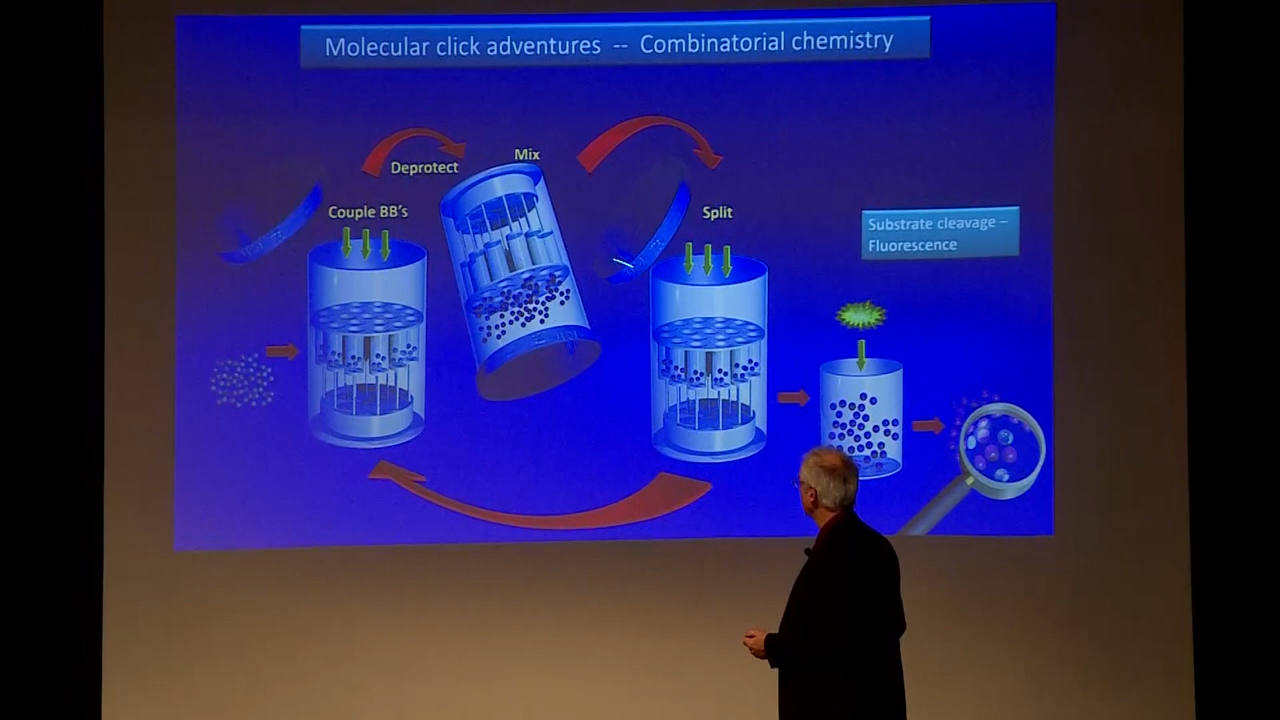 Molecular click adventures -- Combinatorial chemistry
Mix
Deprotect
Couple BB's
Split
Substrate cleavage –
Fluorescence